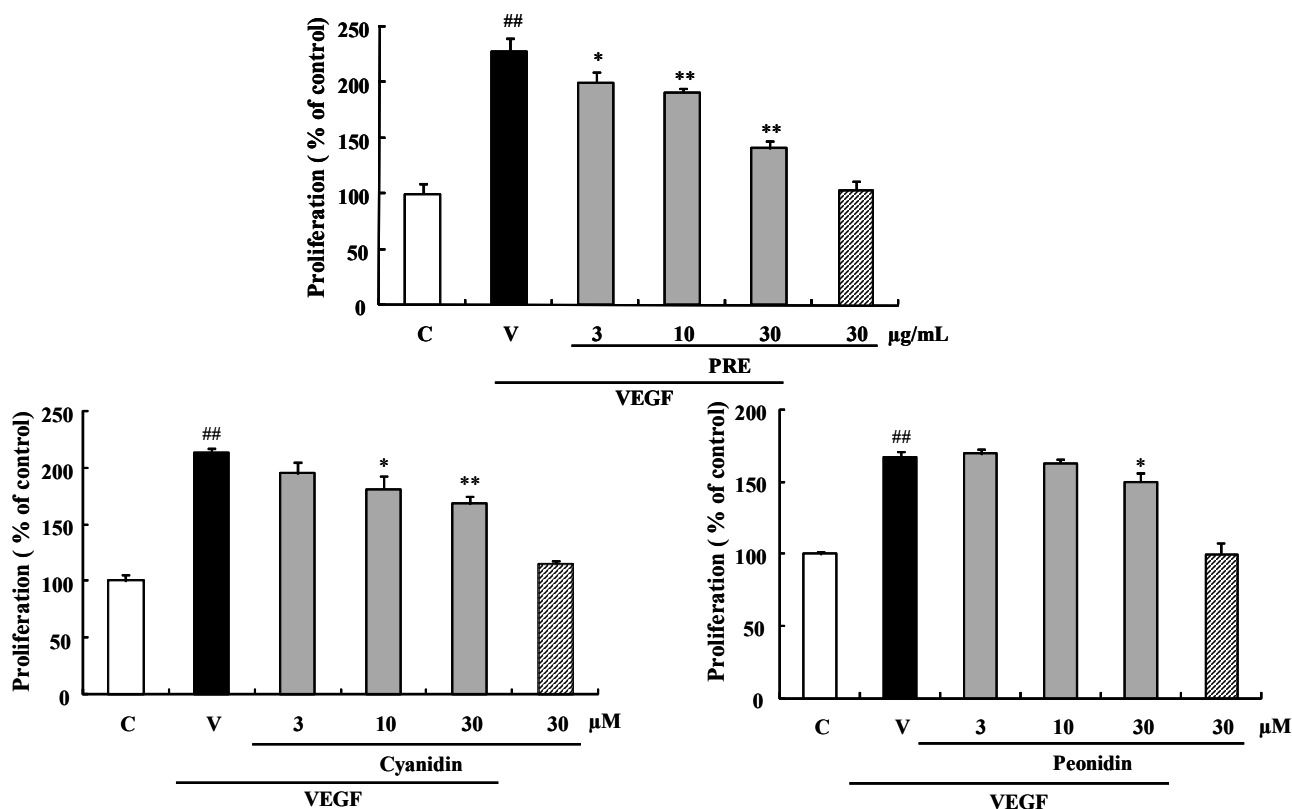 Proliferation ( % of control)
250
200
150
100
50
0
##
*
**
**
C V 3 10 30 30 µg/mL
PRE
VEGF
Proliferation ( % of control)
250
200
150
100
50
0
##
*
**
C V 3 10 30 30 µM
Cyanidin
VEGF
Proliferation ( % of control)
200
150
100
50
0
##
*
C V 3 10 30 30 µM
Peonidin
VEGF